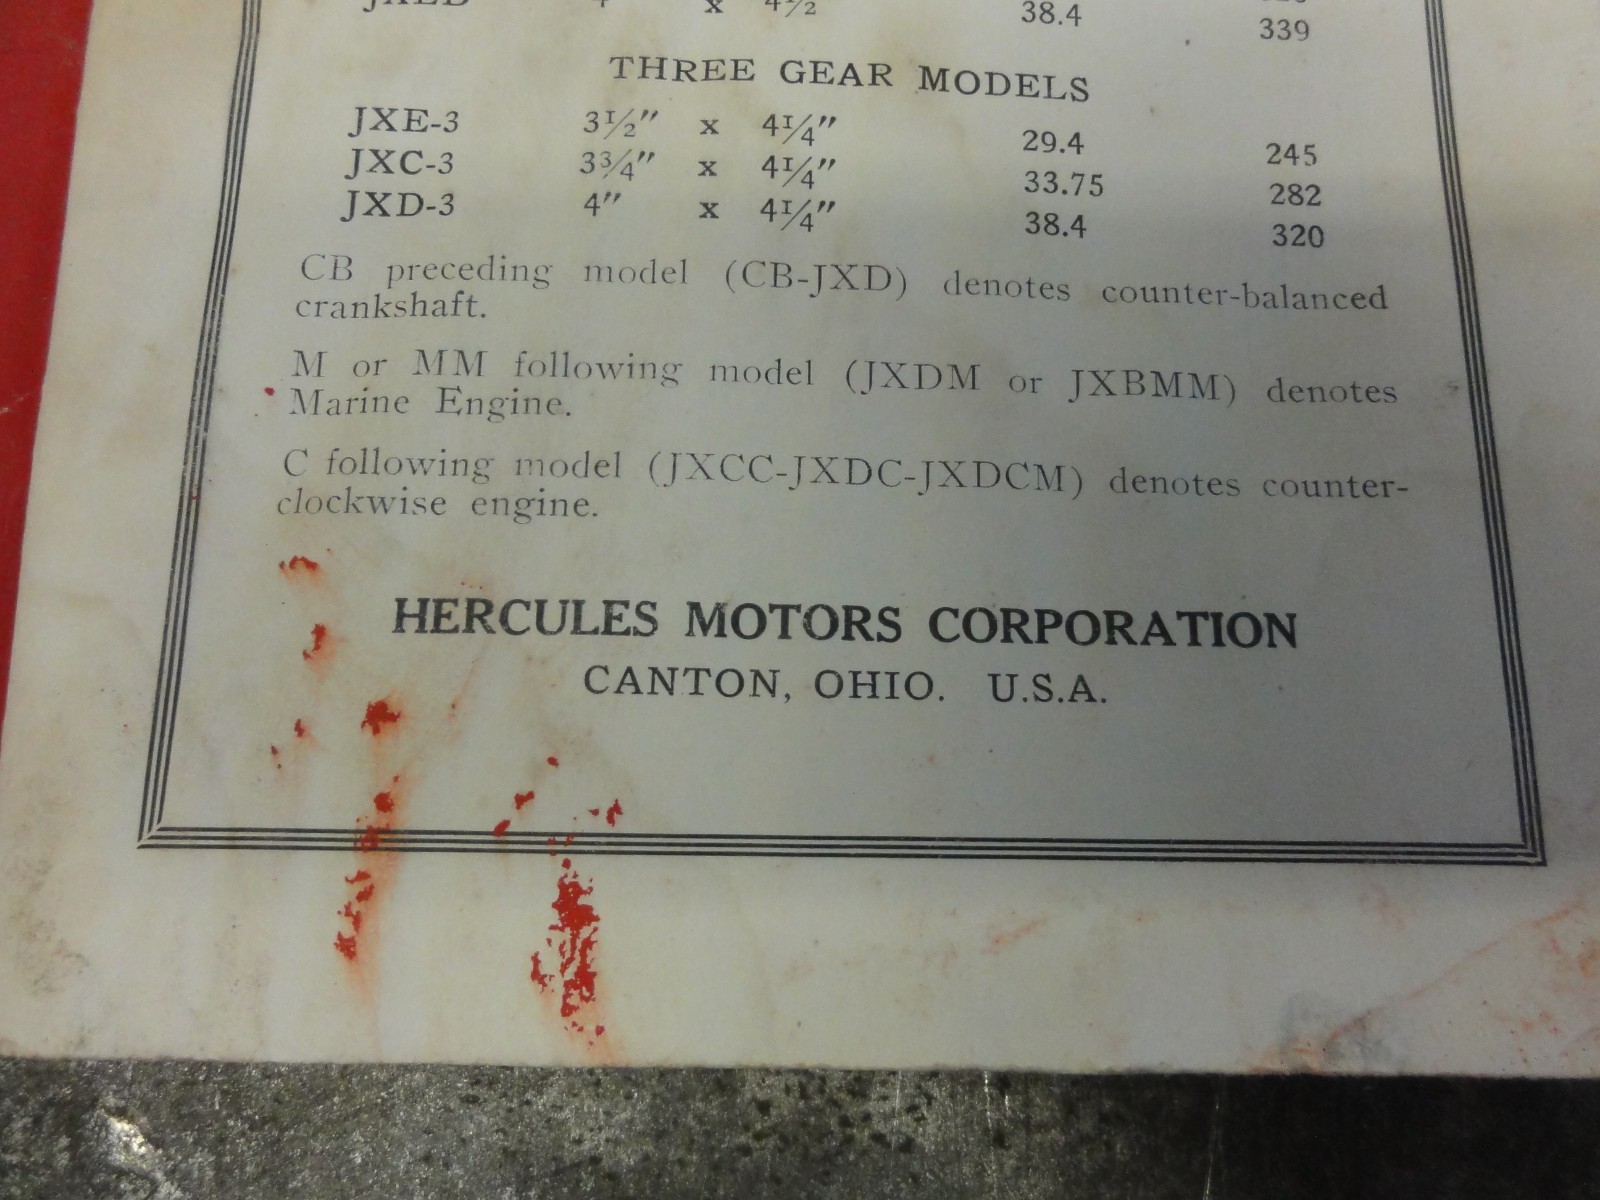 4 x 4½ 38.4 339
THREE GEAR MODELS
JXE-3 3½" x 4¼" 29.4 245
JXC-3 3¾" x 4¼" 33.75 282
JXD-3 4" x 4¼" 38.4 320
CB preceding model (CB-JXD) denotes counter-balanced
crankshaft.
M or MM following model (JXDM or JXBMM) denotes
Marine Engine.
C following model (JXCC-JXDC-JXDCM) denotes counter-
clockwise engine.
HERCULES MOTORS CORPORATION
CANTON, OHIO. U.S.A.